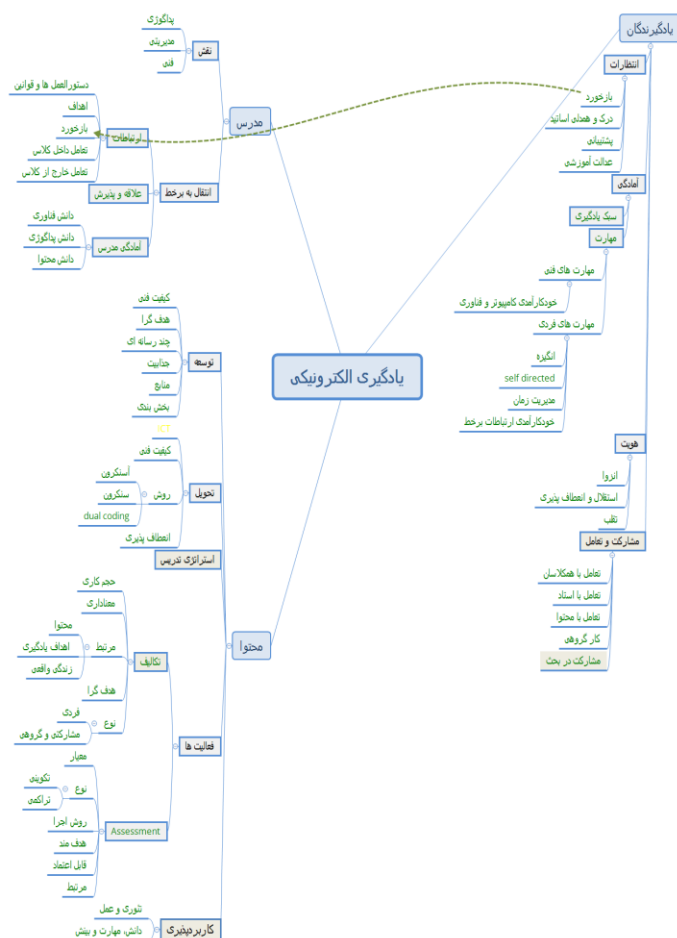 یادگیری الکترونیکی
یادگیرندگان
انتظارات
بازخورد
درک و همدلی اساتید
پشتیبانی
عدالت آموزشی
آمادگی
سبک یادگیری
مهارت
مهارت های فنی
خودکارآمدی کامپیوتر و فناوری
مهارت های فردی
انگیزه
self directed
مدیریت زمان
خودکارآمدی ارتباطات برخط
هویت
انزوا
استقلال و انعطاف پذیری
تقلب
مشارکت و تعامل
تعامل با همکلاسان
تعامل با استاد
تعامل با محتوا
کار گروهی
مشارکت در بحث
مدرس
نقش
پداگوژی
مدیریتی
فنی
انتقال به برخط
ارتباطات
دستورالعمل ها و قوانین
اهداف
بازخورد
تعامل داخل کلاس
تعامل خارج از کلاس
علاقه و پذیرش
آمادگی مدرس
دانش فناوری
دانش پداگوژی
دانش محتوا
محتوا
توسعه
کیفیت فنی
هدف گرا
چند رسانه ای
جذابیت
منابع
بخش بندی
تحویل
ICT
کیفیت فنی
روش
آسنکرون
سنکرون
dual coding
انعطاف پذیری
استراتژی تدریس
فعالیت ها
تکالیف
حجم کاری
معناداری
مرتبط
محتوا
اهداف یادگیری
زندگی واقعی
هدف گرا
نوع
فردی
مشارکتی و گروهی
Assessment
معیار
نوع
تکوینی
تراکمی
روش اجرا
هدف مند
قابل اعتماد
مرتبط
کاربردپذیری
تئوری و عمل
دانش، مهارت و بینش